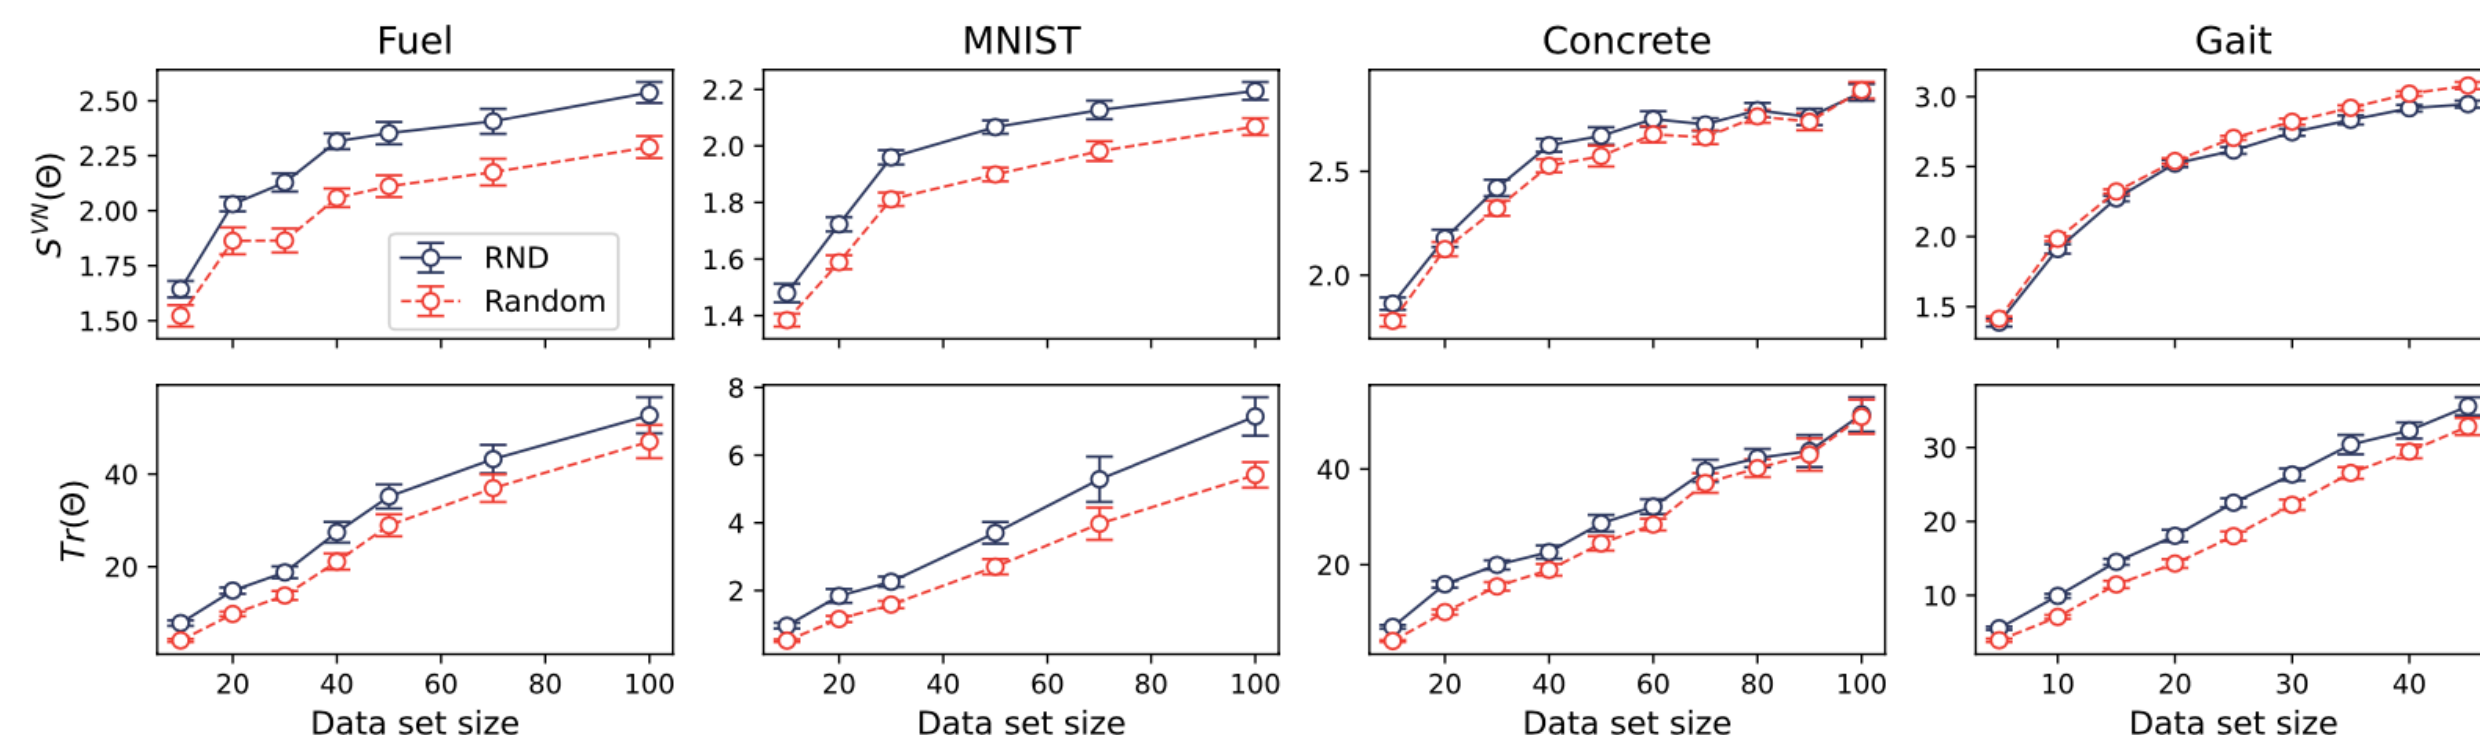 Fuel
MNIST
Concrete
Gait
S^{VN}(Θ)
2.50
2.25
2.00
1.75
1.50
RND
Random
2.2
2.0
1.8
1.6
1.4
2.5
2.0
3.0
2.5
2.0
1.5
Tr(Θ)
40
20
20 40 60 80 100
Data set size
8
6
4
2
20 40 60 80 100
Data set size
40
20
20 40 60 80 100
Data set size
30
20
10
10 20 30 40
Data set size